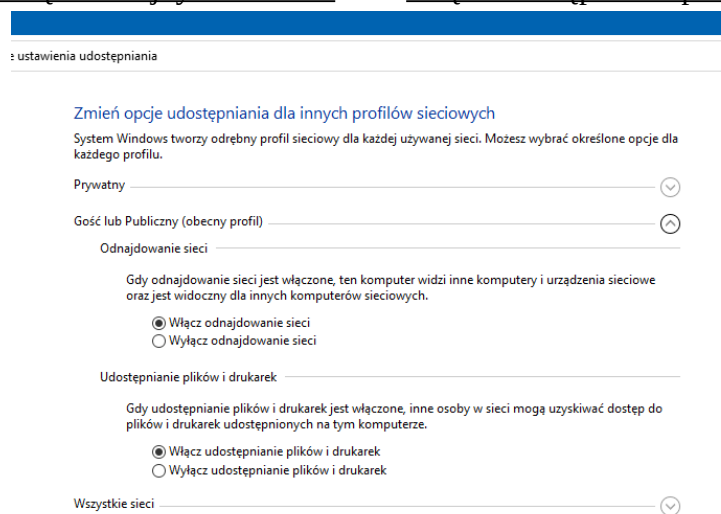 ustawienia udostępniania
Zmień opcje udostępniania dla innych profilów sieciowych
System Windows tworzy odrębny profil sieciowy dla każdej używanej sieci. Możesz wybrać określone opcje dla
każdego profilu.
Prywatny
Gość lub Publiczny (obecny profil)
Odnajdowanie sieci
Gdy odnajdowanie sieci jest włączone, ten komputer widzi inne komputery i urządzenia sieciowe
oraz jest widoczny dla innych komputerów sieciowych.
Włącz odnajdowanie sieci
Wyłącz odnajdowanie sieci
Udostępnianie plików i drukarek
Gdy udostępnianie plików i drukarek jest włączone, inne osoby w sieci mogą uzyskiwać dostęp do
plików i drukarek udostępnionych na tym komputerze.
Włącz udostępnianie plików i drukarek
Wyłącz udostępnianie plików i drukarek
Wszystkie sieci